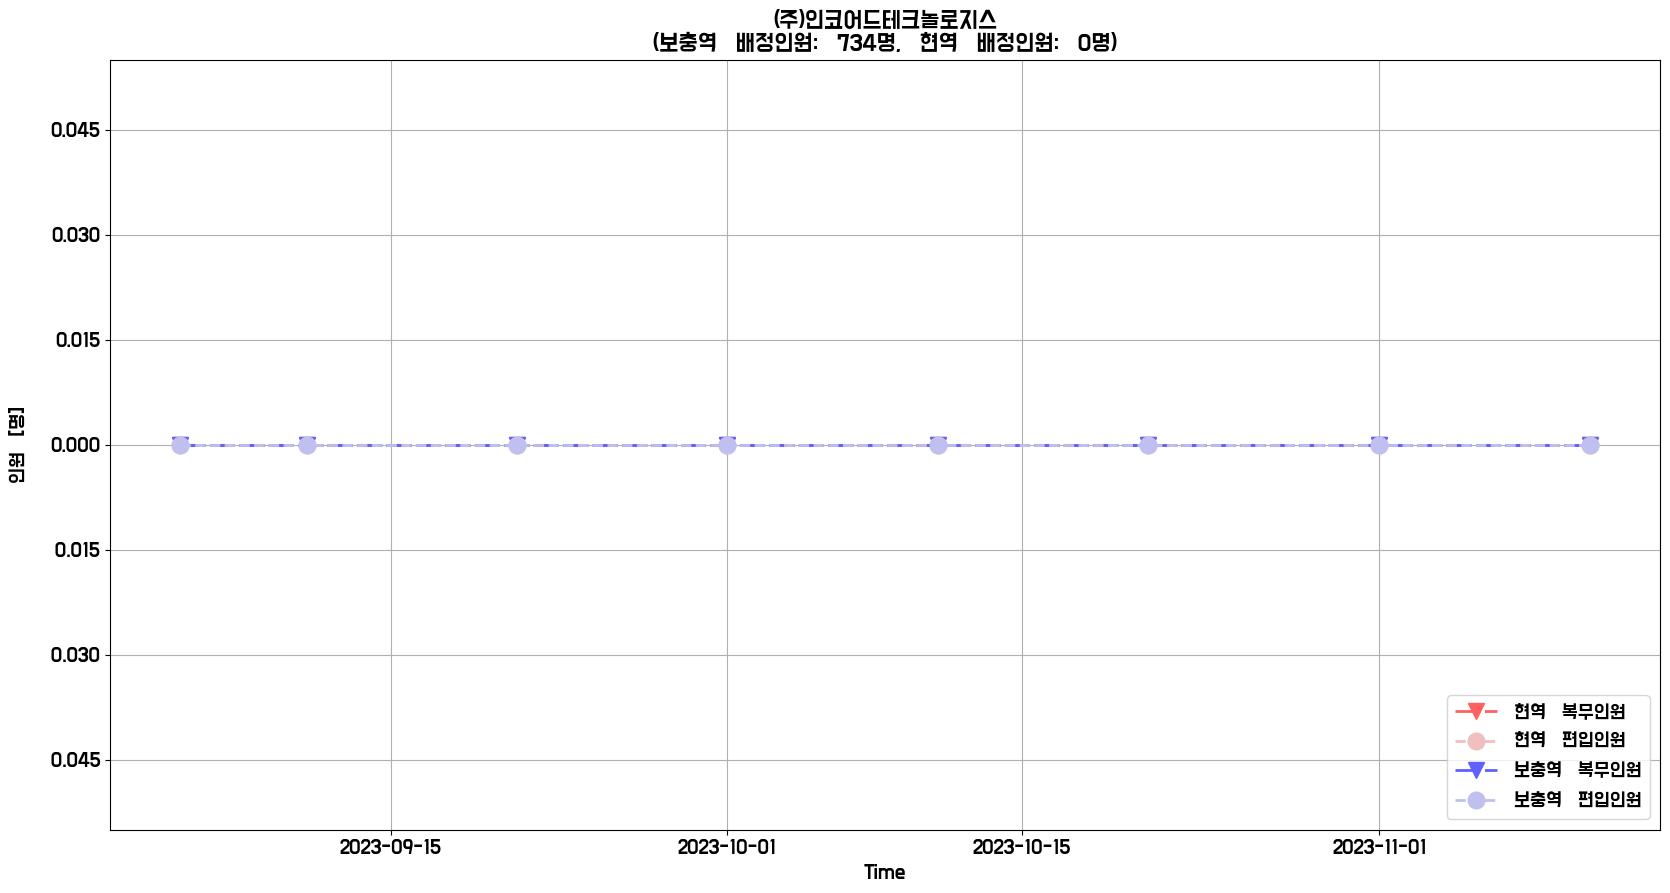 (주)인코어드테크놀로지스
(보충역 배정인원: 734명, 현역 배정인원: 0명)
0.045
0.030
0.015
0.000
0.015
0.030
0.045
인원 [명]
현역 복무인원
현역 편입인원
보충역 복무인원
보충역 편입인원
2023-09-15 2023-10-01 2023-10-15 2023-11-01
Time